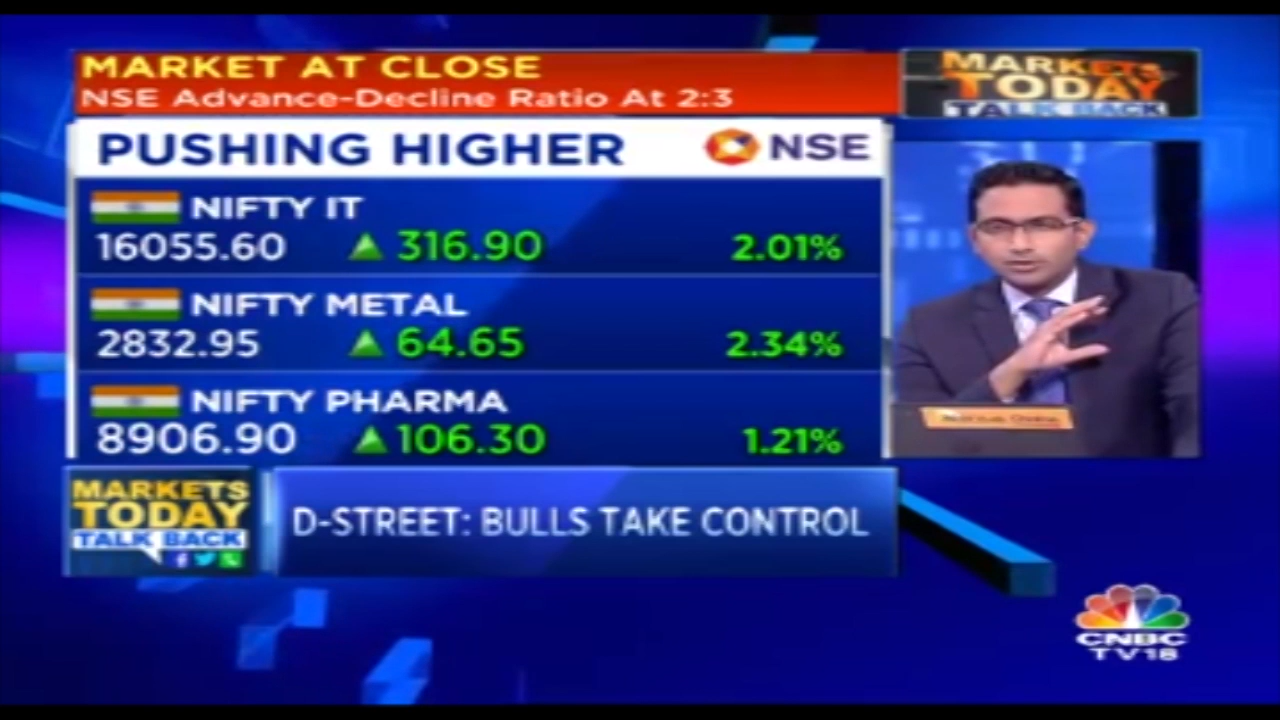 MARKET AT CLOSE
NSE Advance-Decline Ratio At 2:3
MARKETS
TODAY
TALK BACK
PUSHING HIGHER
NSE
NIFTY IT
16055.60 ▲ 316.90 2.01%
NIFTY METAL
2832.95 ▲ 64.65 2.34%
NIFTY PHARMA
8906.90 ▲ 106.30 1.21%
MARKETS
TODAY
TALK BACK
D-STREET: BULLS TAKE CONTROL
CNBC
TV18